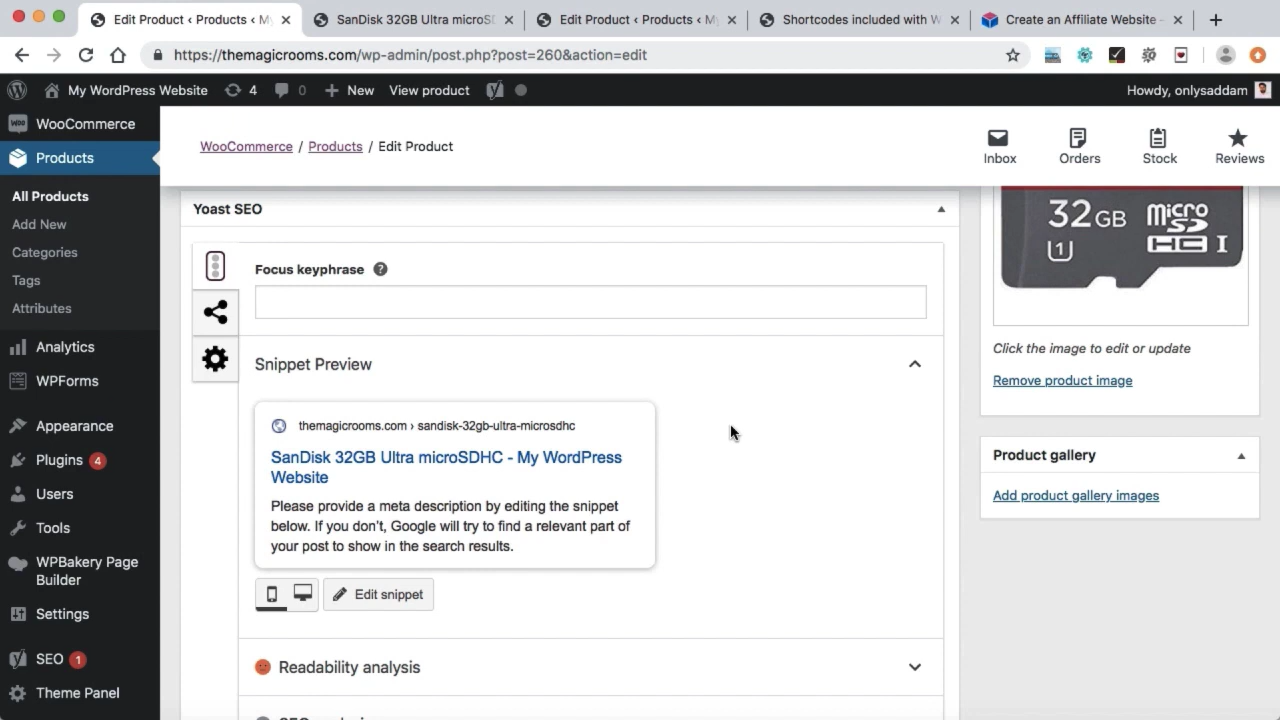 Edit Product ‹ Products ‹ M
SanDisk 32GB Ultra microS
Edit Product ‹ Products ‹ M
Shortcodes included with W
Create an Affiliate Website -
https://themagicrooms.com/wp-admin/post.php?post=260&action=edit
My WordPress Website
4
0
New
View product
Howdy, onlysaddam
WooCommerce
Products
All Products
Add New
Categories
Tags
Attributes
Analytics
WPForms
Appearance
Plugins 4
Users
Tools
WPBakery Page
Builder
Settings
SEO 1
Theme Panel
WooCommerce / Products / Edit Product
Inbox
Orders
Stock
Reviews
Yoast SEO
Focus keyphrase ?
Snippet Preview
themagicrooms.com › sandisk-32gb-ultra-microsdhc
SanDisk 32GB Ultra microSDHC - My WordPress
Website
Please provide a meta description by editing the snippet
below. If you don't, Google will try to find a relevant part of
your post to show in the search results.
Edit snippet
Readability analysis
32GB micro
SD
HC I
1
Click the image to edit or update
Remove product image
Product gallery
Add product gallery images